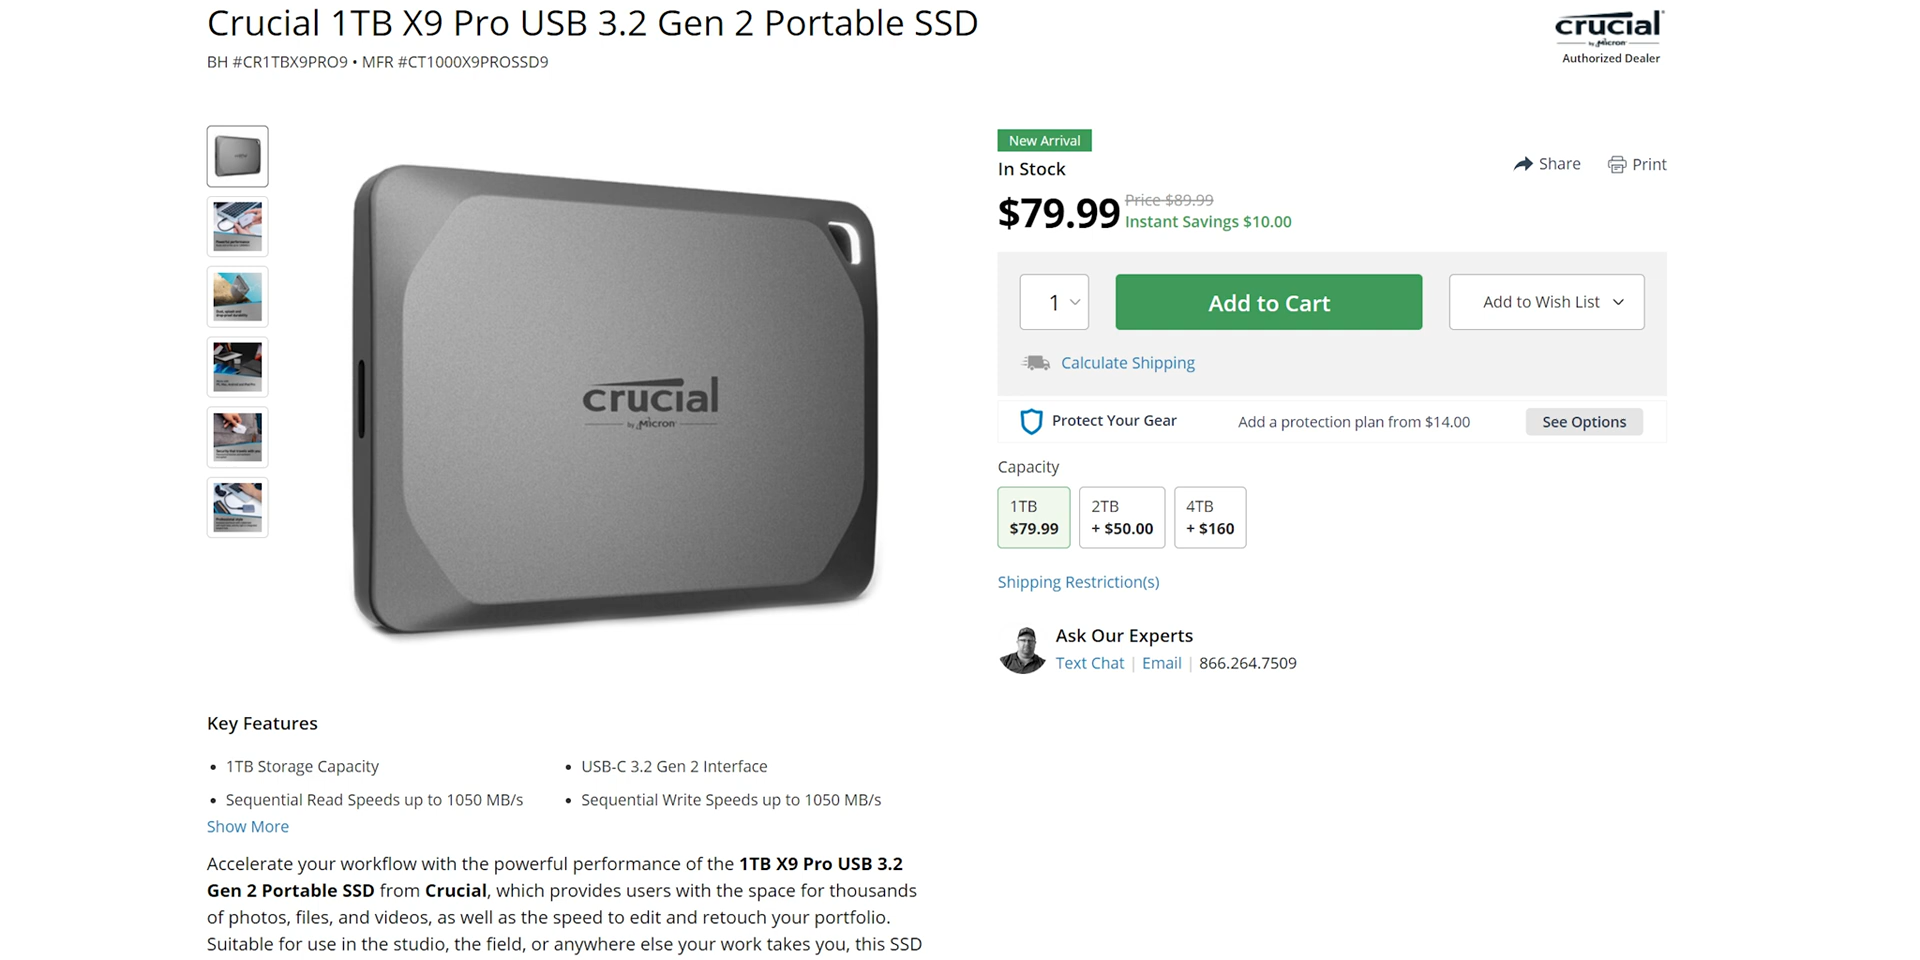 Crucial 1TB X9 Pro USB 3.2 Gen 2 Portable SSD
BH #CR1TBX9PRO9 • MFR #CT1000X9PROSSD9
crucial
by Micron
Authorized Dealer
New Arrival
In Stock
Share
Print
$79.99
Price $89.99
Instant Savings $10.00
1
Add to Cart
Add to Wish List
Calculate Shipping
Protect Your Gear
Add a protection plan from $14.00
See Options
Capacity
1TB
$79.99
2TB
+ $50.00
4TB
+ $160
Shipping Restriction(s)
Ask Our Experts
Text Chat | Email | 866.264.7509
crucial
by Micron
Key Features
• 1TB Storage Capacity
• USB-C 3.2 Gen 2 Interface
• Sequential Read Speeds up to 1050 MB/s
• Sequential Write Speeds up to 1050 MB/s
Show More
Accelerate your workflow with the powerful performance of the 1TB X9 Pro USB 3.2
Gen 2 Portable SSD from Crucial, which provides users with the space for thousands
of photos, files, and videos, as well as the speed to edit and retouch your portfolio.
Suitable for use in the studio, the field, or anywhere else your work takes you, this SSD